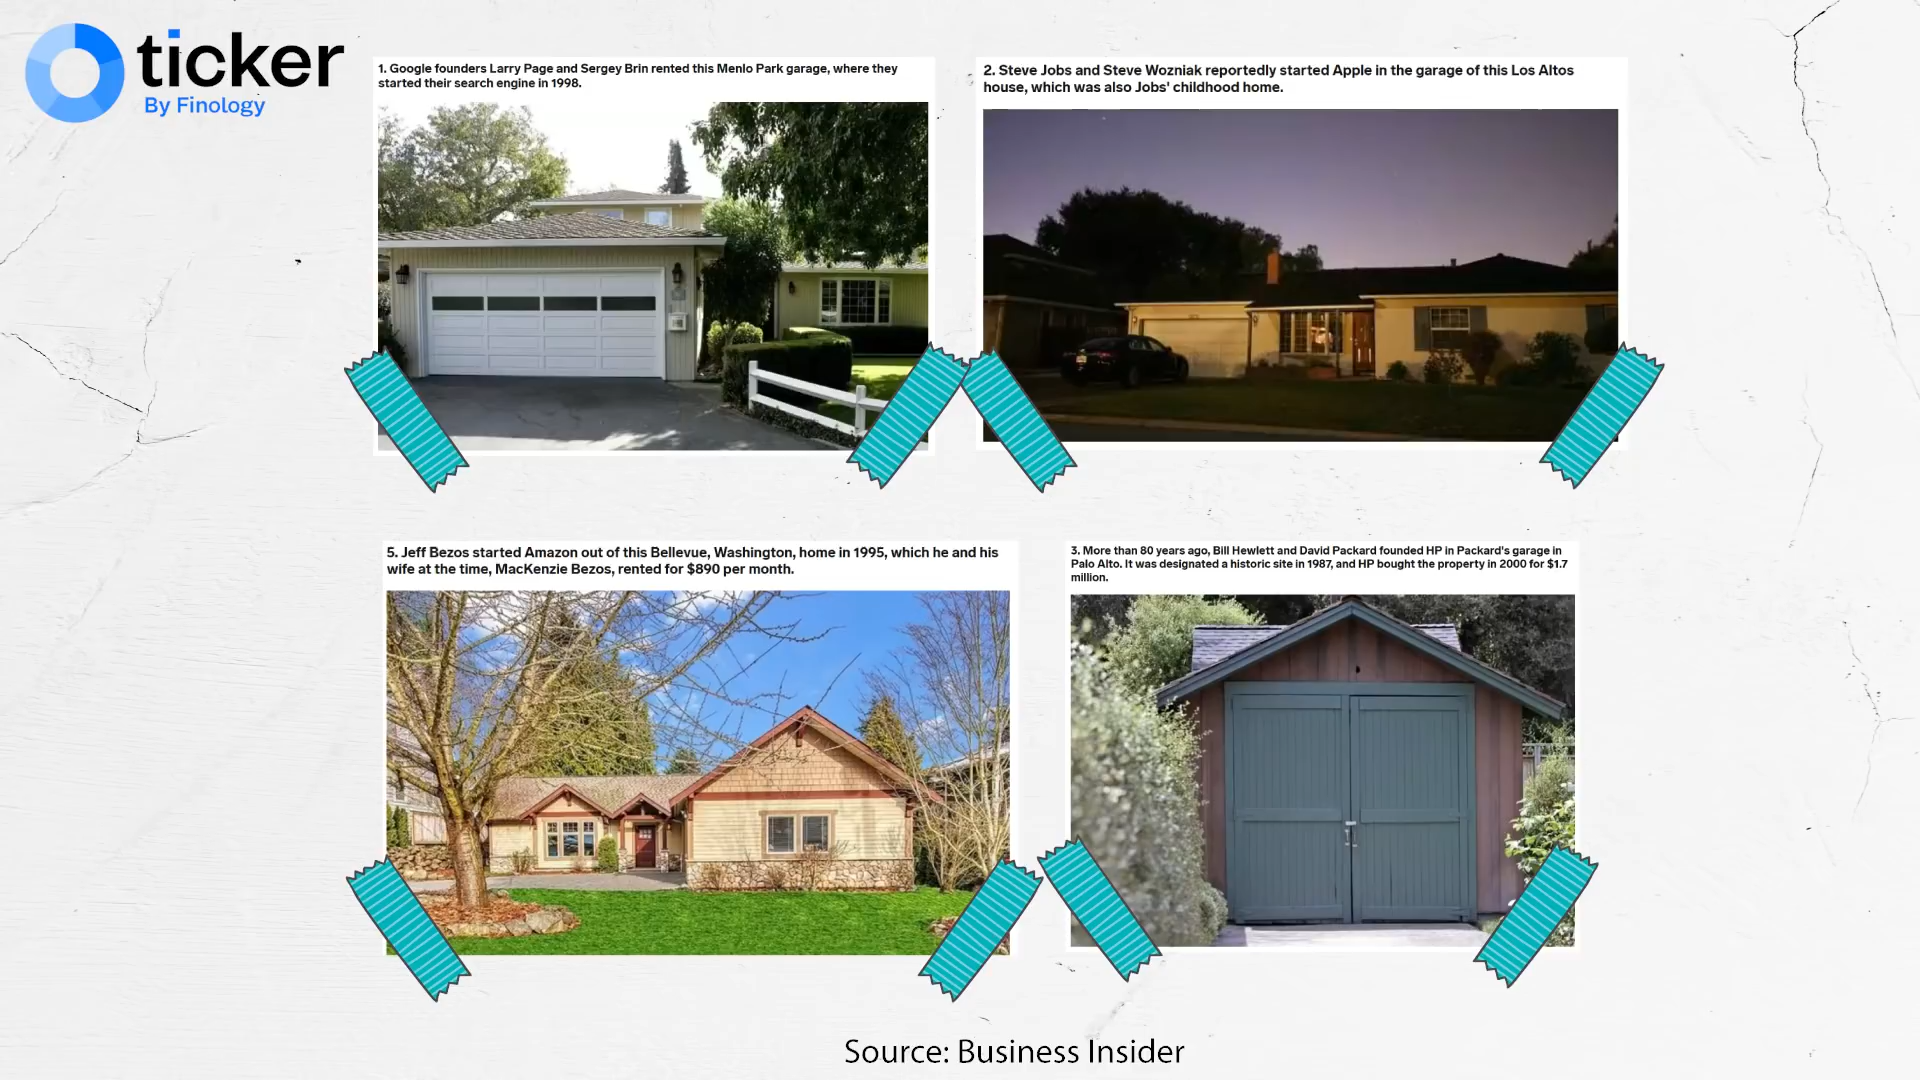 ticker
By Finology
1. Google founders Larry Page and Sergey Brin rented this Menlo Park garage, where they
started their search engine in 1998.
2. Steve Jobs and Steve Wozniak reportedly started Apple in the garage of this Los Altos
house, which was also Jobs' childhood home.
5. Jeff Bezos started Amazon out of this Bellevue, Washington, home in 1995, which he and his
wife at the time, MacKenzie Bezos, rented for $890 per month.
3. More than 80 years ago, Bill Hewlett and David Packard founded HP in Packard's garage in
Palo Alto. It was designated a historic site in 1987, and HP bought the property in 2000 for $1.7
million.
Source: Business Insider